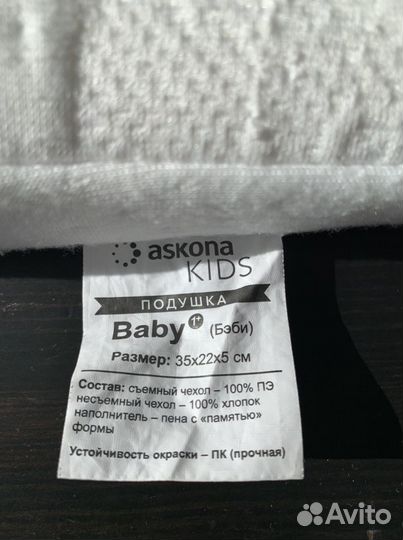 askona
KIDS
ПОДУШКА
Baby 1+ (Бэби)
Размер: 35х22х5 см
Состав: съемный чехол – 100% ПЭ
несъемный чехол – 100% хлопок
наполнитель – пена с «памятью»
формы
Устойчивость окраски – ПК (прочная)
Avito